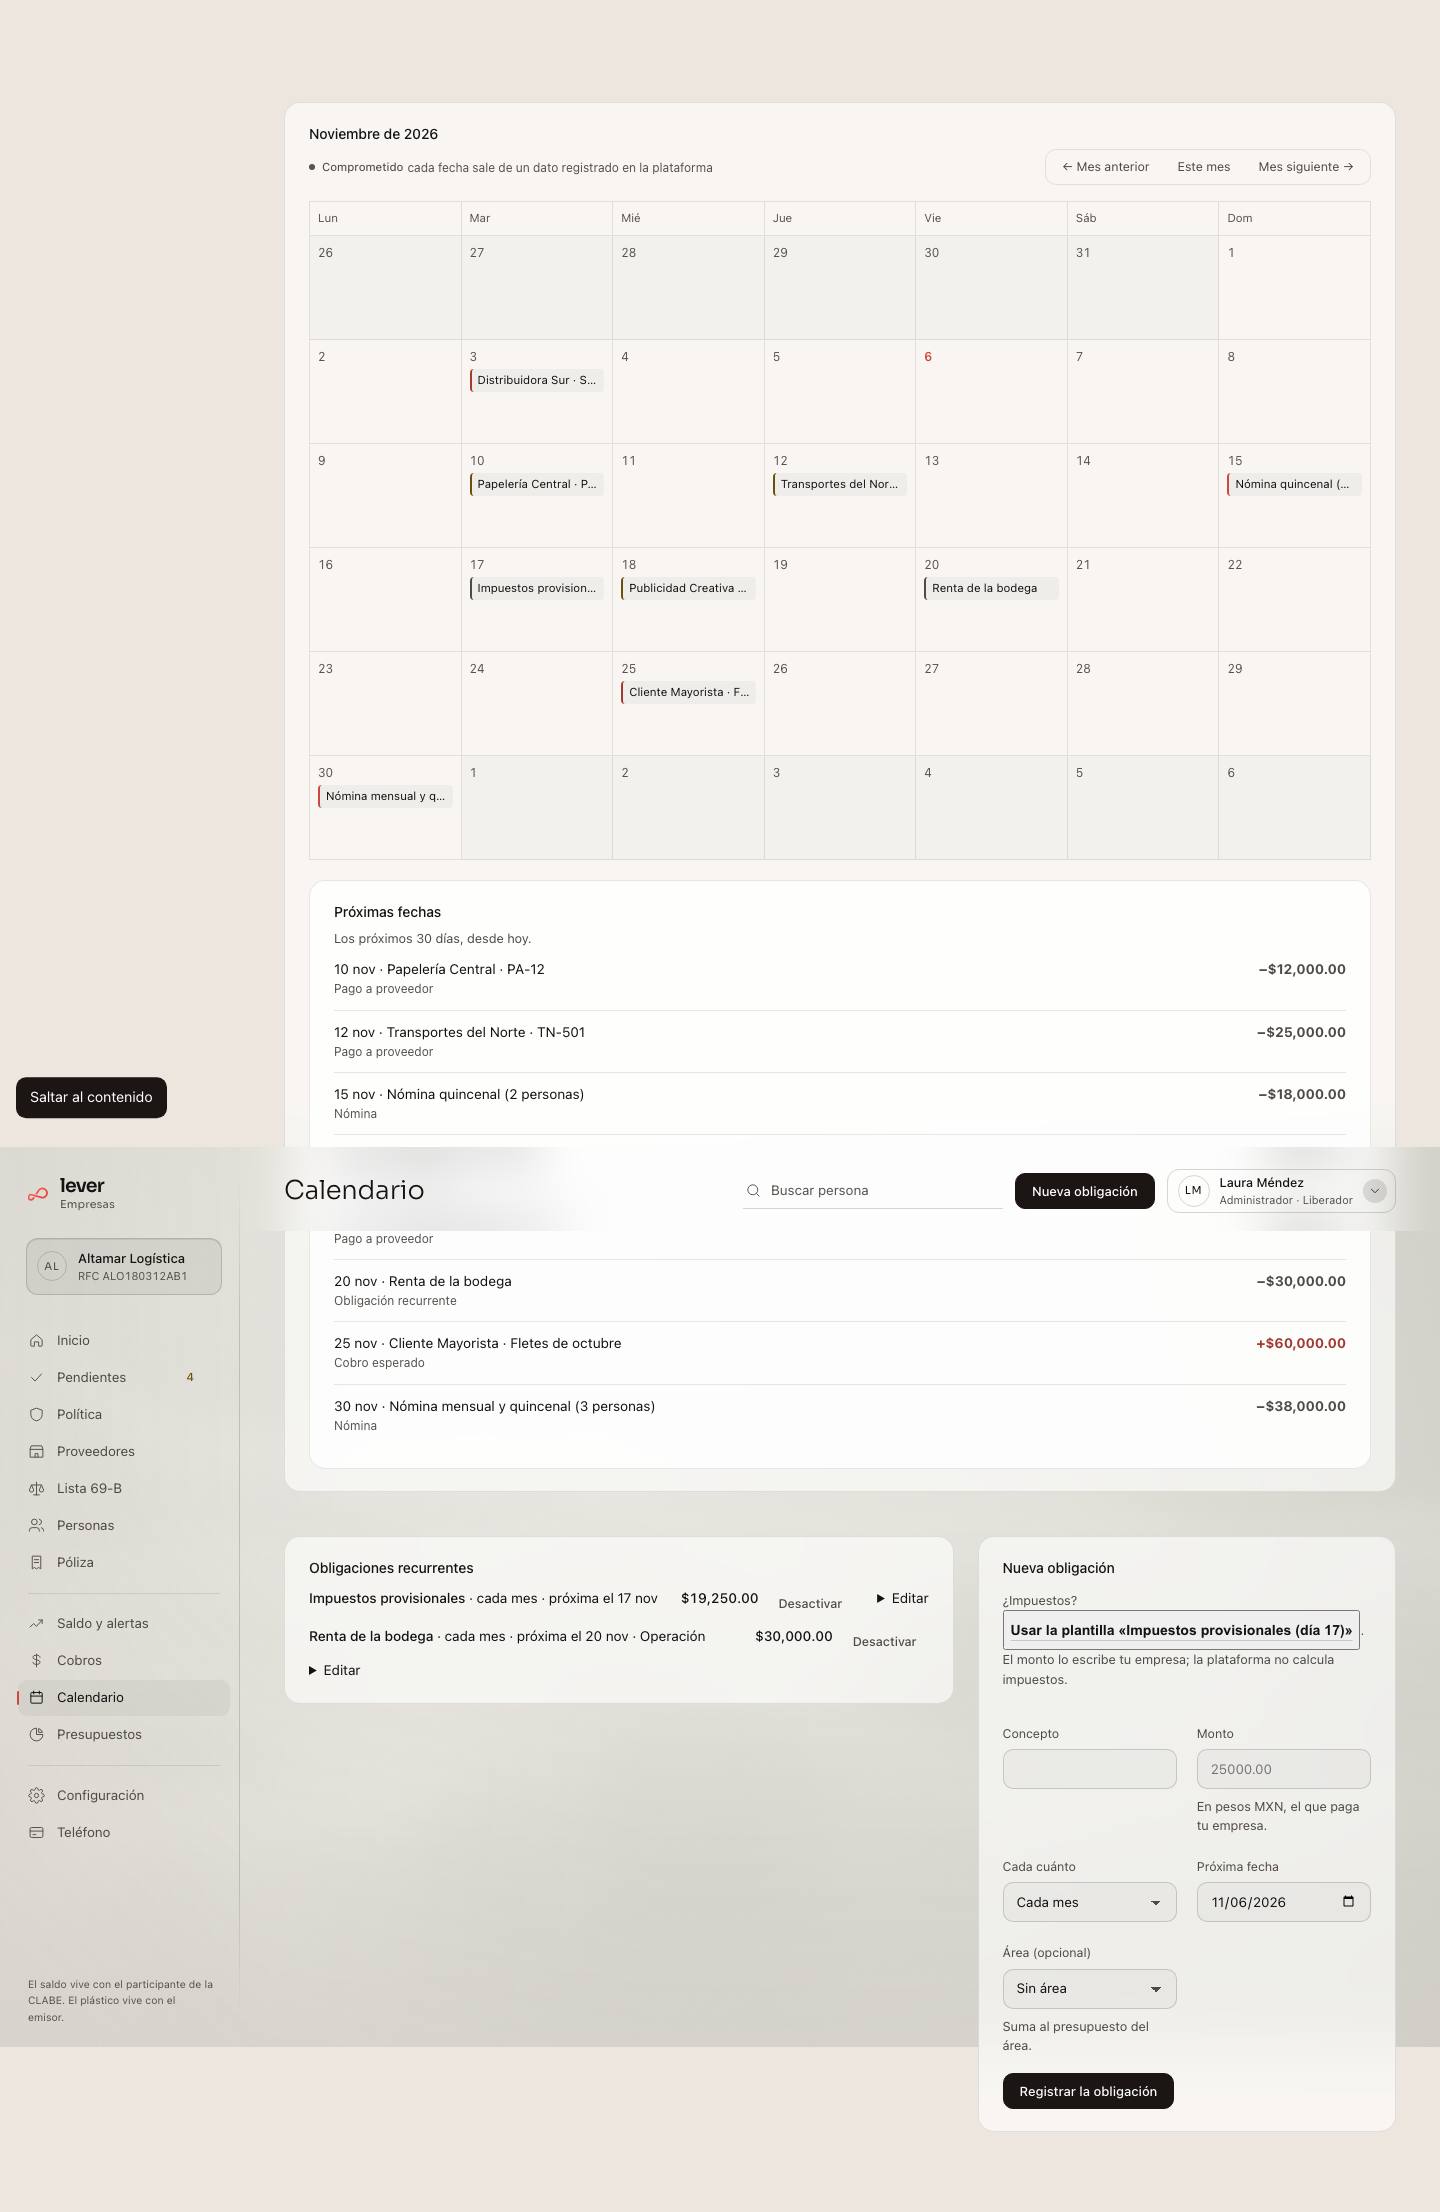 Noviembre de 2026
Comprometido cada fecha sale de un dato registrado en la plataforma
← Mes anterior Este mes Mes siguiente →
Lun Mar Mié Jue Vie Sáb Dom
26 27 28 29 30 31 1
2 3 4 5 6 7 8
Distribuidora Sur · S...
9 10 11 12 13 14 15
Papelería Central · P... Transportes del Nor... Nómina quincenal (...
16 17 18 19 20 21 22
Impuestos provision... Publicidad Creativa ... Renta de la bodega
23 24 25 26 27 28 29
Cliente Mayorista · F...
30 1 2 3 4 5 6
Nómina mensual y q...
Próximas fechas
Los próximos 30 días, desde hoy.
10 nov · Papelería Central · PA-12 −$12,000.00
Pago a proveedor
12 nov · Transportes del Norte · TN-501 −$25,000.00
Pago a proveedor
15 nov · Nómina quincenal (2 personas) −$18,000.00
Nómina
Saltar al contenido
lever
Empresas
Calendario
Buscar persona
Nueva obligación
LM
Laura Méndez
Administrador · Liberador
AL
Altamar Logística
RFC ALO180312AB1
Inicio
Pendientes 4
Política
Proveedores
Lista 69-B
Personas
Póliza
Saldo y alertas
Cobros
Calendario
Presupuestos
Configuración
Teléfono
El saldo vive con el participante de la
CLABE. El plástico vive con el
emisor.
Pago a proveedor
20 nov · Renta de la bodega −$30,000.00
Obligación recurrente
25 nov · Cliente Mayorista · Fletes de octubre +$60,000.00
Cobro esperado
30 nov · Nómina mensual y quincenal (3 personas) −$38,000.00
Nómina
Obligaciones recurrentes
Impuestos provisionales · cada mes · próxima el 17 nov $19,250.00 Desactivar ▶ Editar
Renta de la bodega · cada mes · próxima el 20 nov · Operación $30,000.00 Desactivar
▶ Editar
Nueva obligación
¿Impuestos?
Usar la plantilla «Impuestos provisionales (día 17)» .
El monto lo escribe tu empresa; la plataforma no calcula
impuestos.
Concepto Monto
25000.00
En pesos MXN, el que paga
tu empresa.
Cada cuánto Próxima fecha
Cada mes 11/06/2026
Área (opcional)
Sin área
Suma al presupuesto del
área.
Registrar la obligación